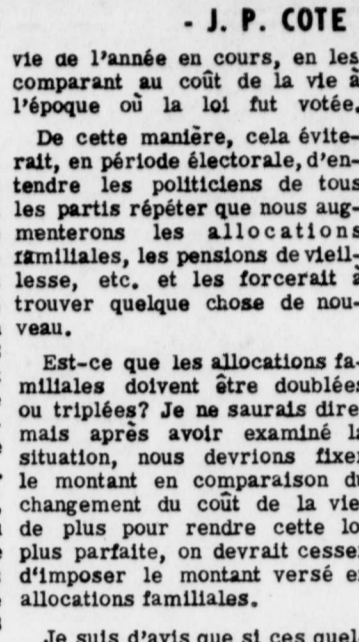 - J. P. COTE
vie de l'année en cours, en les
comparant au coût de la vie à
l'époque où la loi fut votée.
De cette manière, cela évite-
rait, en période électorale, d'en-
tendre les politiciens de tous
les partis répéter que nous aug-
menterons les allocations
familiales, les pensions de vieil-
lesse, etc. et les forcerait à
trouver quelque chose de nou-
veau.
Est-ce que les allocations fa-
miliales doivent être doublées
ou triplées? Je ne saurais dire
mais après avoir examiné la
situation, nous devrions fixer
le montant en comparaison du
changement du coût de la vie
de plus pour rendre cette lo
plus parfaite, on devrait cesser
d'imposer le montant versé en
allocations familiales.
Je suis d'avis que si ces quel